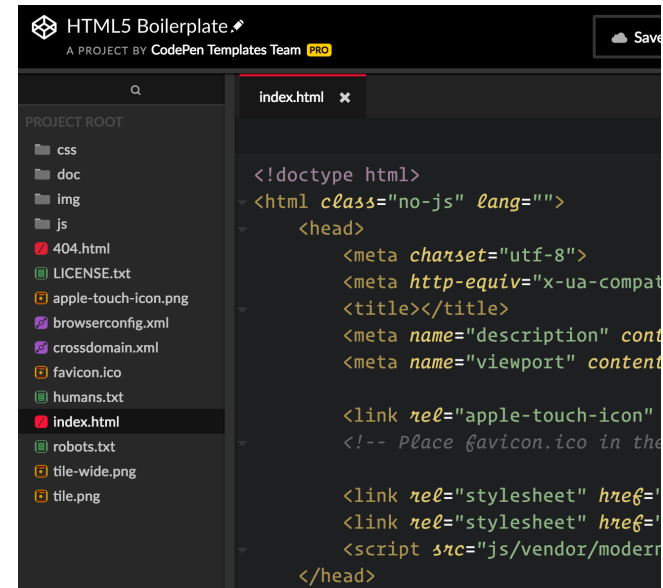 HTML5 Boilerplate
A PROJECT BY CodePen Templates Team PRO
Save
index.html
PROJECT ROOT
css
doc
img
js
404.html
LICENSE.txt
apple-touch-icon.png
browserconfig.xml
crossdomain.xml
favicon.ico
humans.txt
index.html
robots.txt
tile-wide.png
tile.png
<!doctype html>
<html class="no-js" lang="">
<head>
<meta charset="utf-8">
<meta http-equiv="x-ua-compat
<title></title>
<meta name="description" cont
<meta name="viewport" content
<link rel="apple-touch-icon"
<!-- Place favicon.ico in the
<link rel="stylesheet" href="
<link rel="stylesheet" href="
<script src="js/vendor/modern
</head>